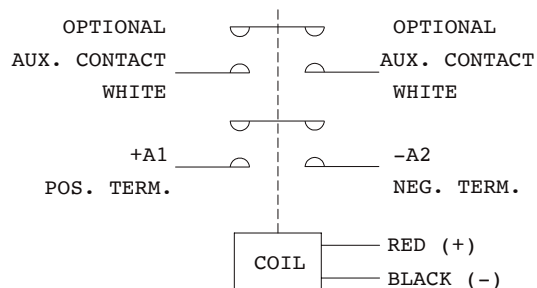 OPTIONAL
AUX. CONTACT
WHITE
OPTIONAL
AUX. CONTACT
WHITE
+A1
POS. TERM.
-A2
NEG. TERM.
COIL
RED (+)
BLACK (-)